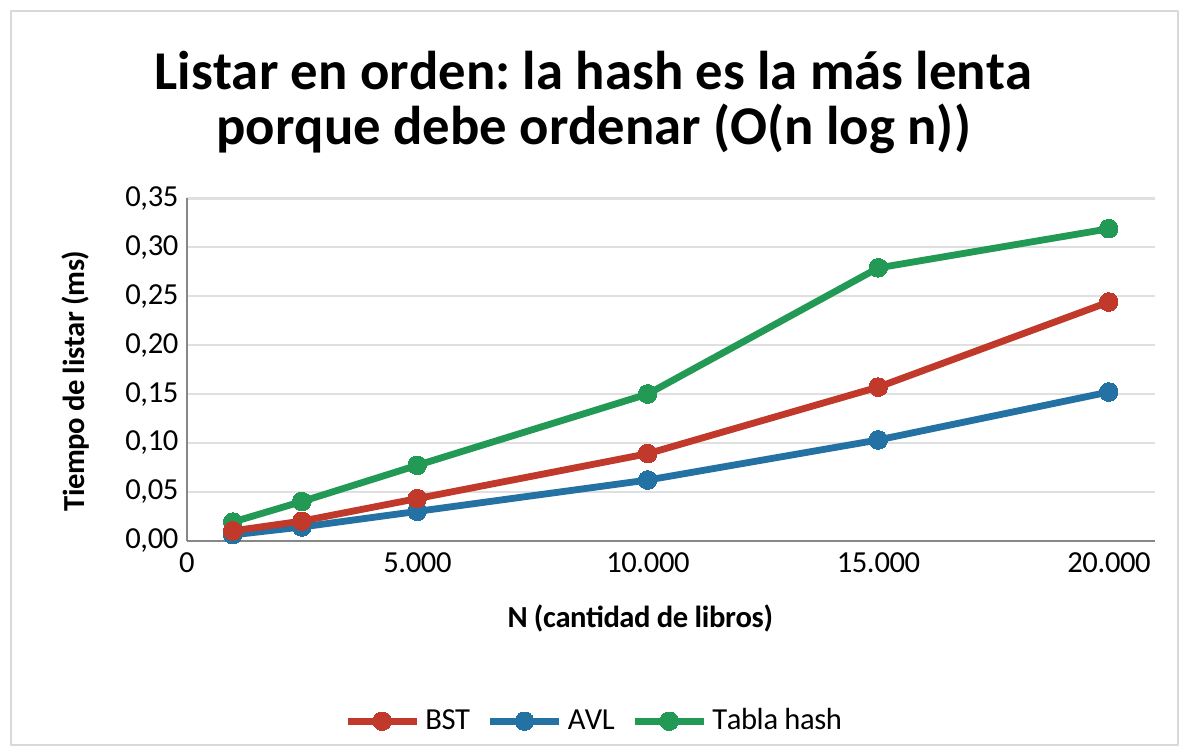 Listar en orden: la hash es la más lenta
porque debe ordenar (O(n log n))
Tiempo de listar (ms)
0,35
0,30
0,25
0,20
0,15
0,10
0,05
0,00
0 5.000 10.000 15.000 20.000
N (cantidad de libros)
BST AVL Tabla hash